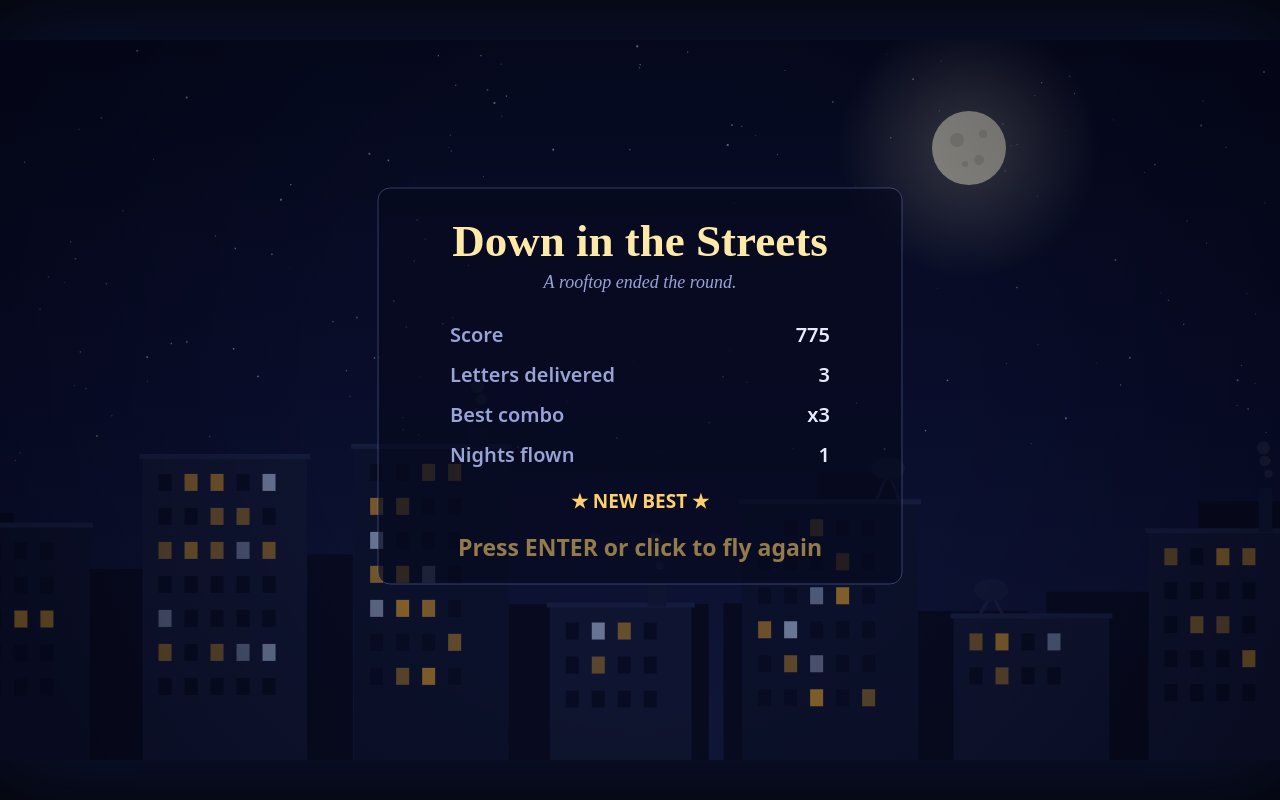 Down in the Streets
A rooftop ended the round.
Score 775
Letters delivered 3
Best combo x3
Nights flown 1
★ NEW BEST ★
Press ENTER or click to fly again